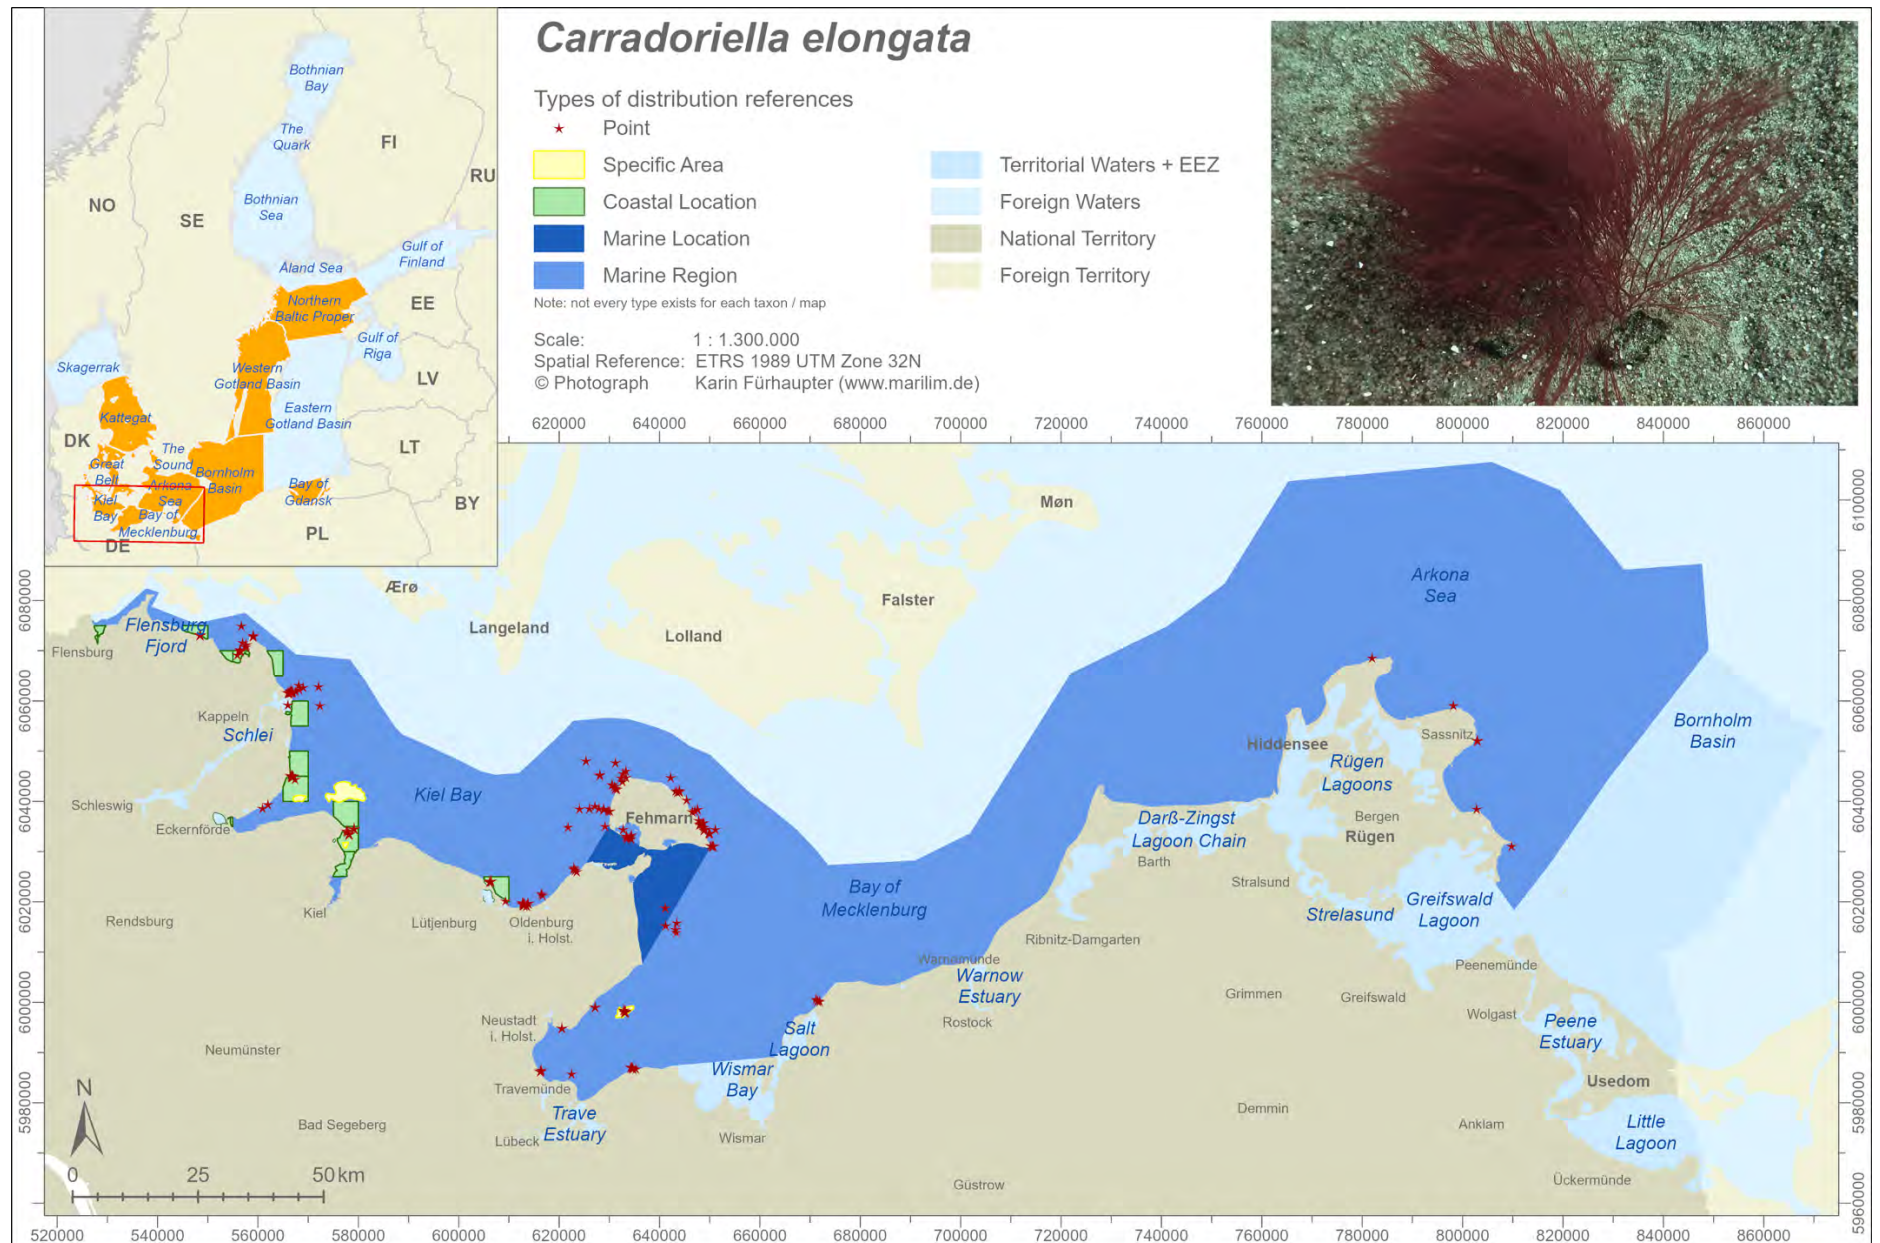 Carradoriella elongata
Types of distribution references
Point
Specific Area
Coastal Location
Marine Location
Marine Region
Territorial Waters + EEZ
Foreign Waters
National Territory
Foreign Territory
Note: not every type exists for each taxon / map
Scale: 1 : 1.300.000
Spatial Reference: ETRS 1989 UTM Zone 32N
© Photograph Karin Fürhaupter (www.marilim.de)
Bothnian
Bay
The
Quark
FI
RU
NO
SE
Bothnian
Sea
Gulf of
Finland
Åland Sea
Northern
Baltic Proper
EE
Gulf of
Riga
Skagerrak
Western
Gotland Basin
LV
Kattegat
Eastern
Gotland Basin
DK
The
Sound
LT
Great
Belt
Bornholm
Basin
Arkona
Sea
Bay of
Gdansk
Kiel
Bay
Bay of
Mecklenburg
BY
PL
DE
620000 640000 660000 680000 700000 720000 740000 760000 780000 800000 820000 840000 860000
Møn
Ærø
Langeland
Lolland
Falster
Arkona
Sea
Flensburg
Fjord
Flensburg
Kappeln
Schlei
Schleswig
Eckernförde
Kiel Bay
Fehmarn
Hiddensee
Sassnitz
Rügen
Lagoons
Bornholm
Basin
Bergen
Rügen
Darß-Zingst
Lagoon Chain
Barth
Stralsund
Strelasund
Greifswald
Lagoon
Bay of
Mecklenburg
Rendsburg
Kiel
Lütjenburg
Oldenburg
i. Holst.
Ribnitz-Damgarten
Warnemünde
Warnow
Estuary
Rostock
Grimmen
Greifswald
Peenemünde
Wolgast
Peene
Estuary
Usedom
Neustadt
i. Holst.
Neumünster
Salt
Lagoon
Wismar
Bay
Travemünde
Trave
Estuary
Bad Segeberg
Lübeck
Wismar
Demmin
Anklam
Little
Lagoon
Ückermünde
Güstrow
N
0 25 50 km
6080000
6060000
6040000
6020000
6000000
5980000
6100000
6080000
6060000
6040000
6020000
6000000
5980000
5960000
520000 540000 560000 580000 600000 620000 640000 660000 680000 700000 720000 740000 760000 780000 800000 820000 840000 860000